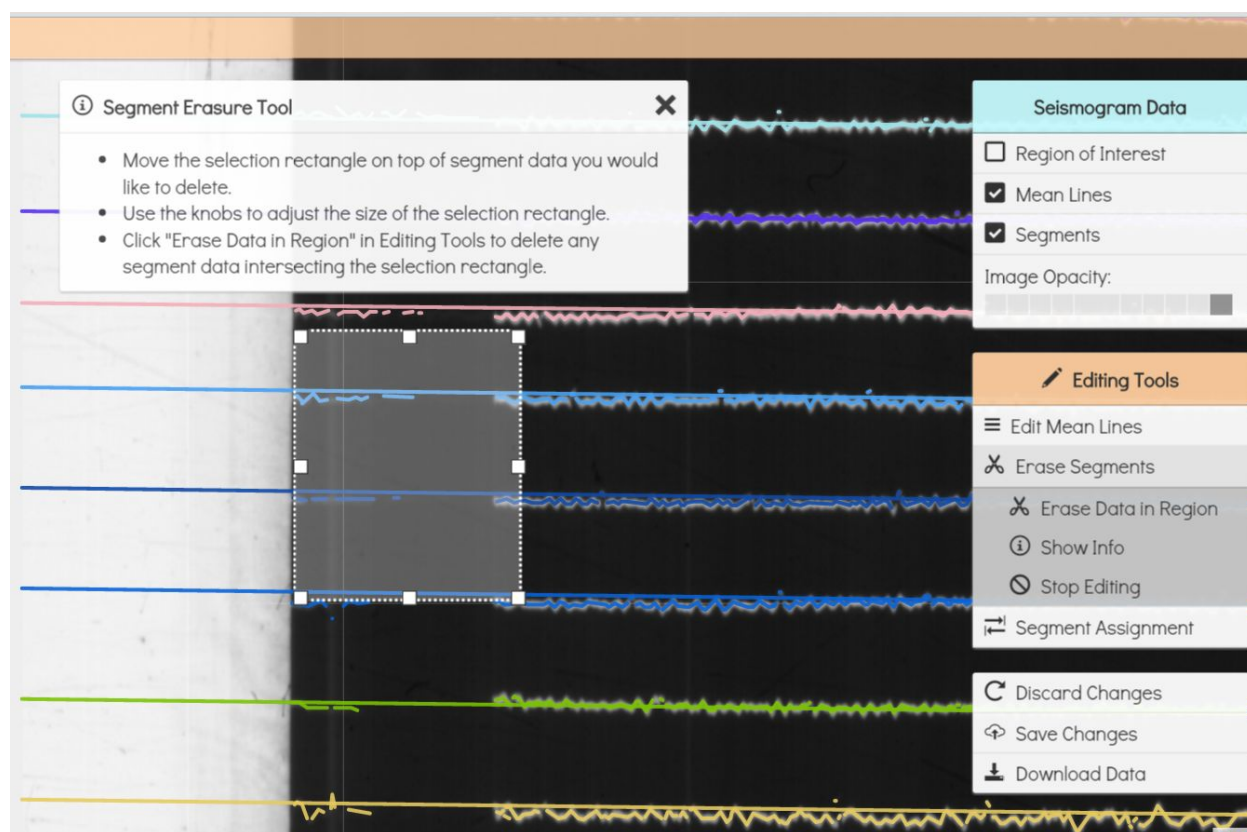 Segment Erasure Tool
Move the selection rectangle on top of segment data you would
like to delete.
Use the knobs to adjust the size of the selection rectangle.
Click "Erase Data in Region" in Editing Tools to delete any
segment data intersecting the selection rectangle.
Seismogram Data
Region of Interest
Mean Lines
Segments
Image Opacity:
Editing Tools
Edit Mean Lines
Erase Segments
Erase Data in Region
Show Info
Stop Editing
Segment Assignment
Discard Changes
Save Changes
Download Data